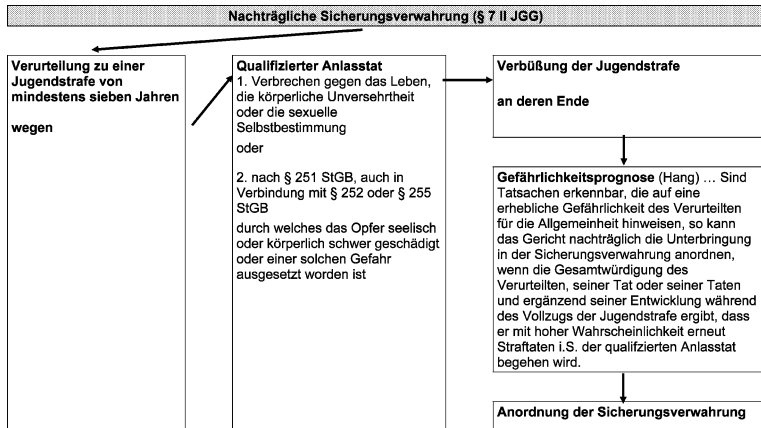 Nachträgliche Sicherungsverwahrung (§ 7 II JGG)
Verurteilung zu einer
Jugendstrafe von
mindestens sieben Jahren
wegen
Qualifizierter Anlasstat
1. Verbrechen gegen das Leben,
die körperliche Unversehrtheit
oder die sexuelle
Selbstbestimmung
oder
2. nach § 251 StGB, auch in
Verbindung mit § 252 oder § 255
StGB
durch welches das Opfer seelisch
oder körperlich schwer geschädigt
oder einer solchen Gefahr
ausgesetzt worden ist
Verbüßung der Jugendstrafe
an deren Ende
Gefährlichkeitsprognose (Hang) … Sind
Tatsachen erkennbar, die auf eine
erhebliche Gefährlichkeit des Verurteilten
für die Allgemeinheit hinweisen, so kann
das Gericht nachträglich die Unterbringung
in der Sicherungsverwahrung anordnen,
wenn die Gesamtwürdigung des
Verurteilten, seiner Tat oder seiner Taten
und ergänzend seiner Entwicklung während
des Vollzugs der Jugendstrafe ergibt, dass
er mit hoher Wahrscheinlichkeit erneut
Straftaten i.S. der qualifzierten Anlasstat
begehen wird.
Anordnung der Sicherungsverwahrung